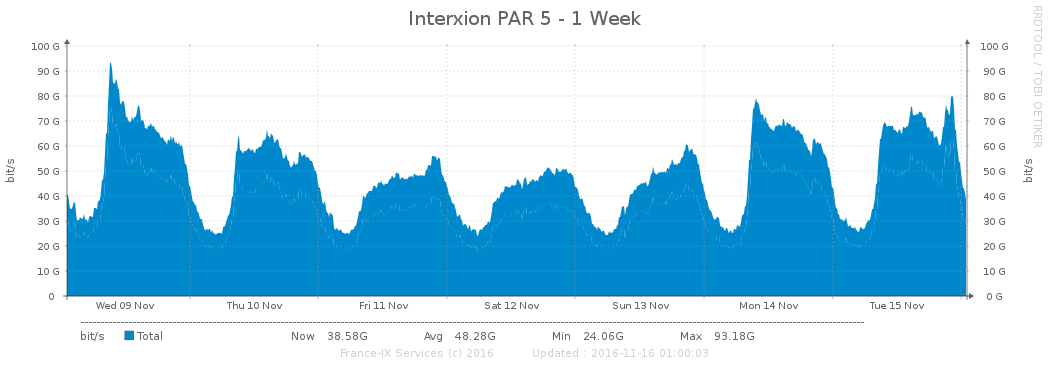 Interxion PAR 5 - 1 Week
RRDTOOL / TOBI OETIKER
bit/s
bit/s
100 G 100 G
90 G 90 G
80 G 80 G
70 G 70 G
60 G 60 G
50 G 50 G
40 G 40 G
30 G 30 G
20 G 20 G
10 G 10 G
0 0 G
Wed 09 Nov Thu 10 Nov Fri 11 Nov Sat 12 Nov Sun 13 Nov Mon 14 Nov Tue 15 Nov
bit/s Total Now 38.58G Avg 48.28G Min 24.06G Max 93.18G
France-IX Services (c) 2016 Updated : 2016-11-16 01:00:03